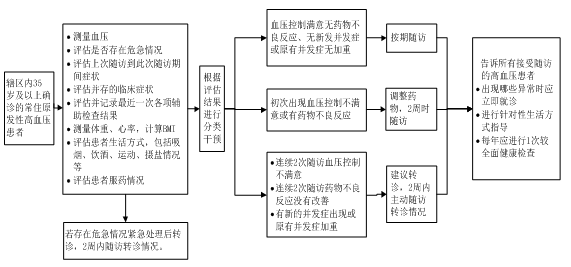 辖区内35
岁及以上确
诊的常住原
发性高血压
患者
●测量血压
●评估是否存在危急情况
●评估上次随访到此次随访期
间症状
●评估并存的临床症状
●评估并记录最近一次各项辅
助检查结果
●测量体重、心率，计算BMI
●评估患者生活方式，包括吸
烟、饮酒、运动、摄盐情况
等
●评估患者服药情况
若存在危急情况紧急处理后转
诊，2周内随访转诊情况。
根据
评估
结果
进行
分类
干预
血压控制满意无药物不
良反应、无新发并发症
或原有并发症无加重
初次出现血压控制不满
意或有药物不良反应
●连续2次随访血压控制
不满意
●连续2次随访药物不良
反应没有改善
●有新的并发症出现或
原有并发症加重
按期随访
调整药
物，2周时
随访
建议转
诊，2周内
主动随访
转诊情况
告诉所有接受随访
的高血压患者
●出现哪些异常时应
立即就诊
●进行针对性生活方
式指导
●每年应进行1次较
全面健康检查